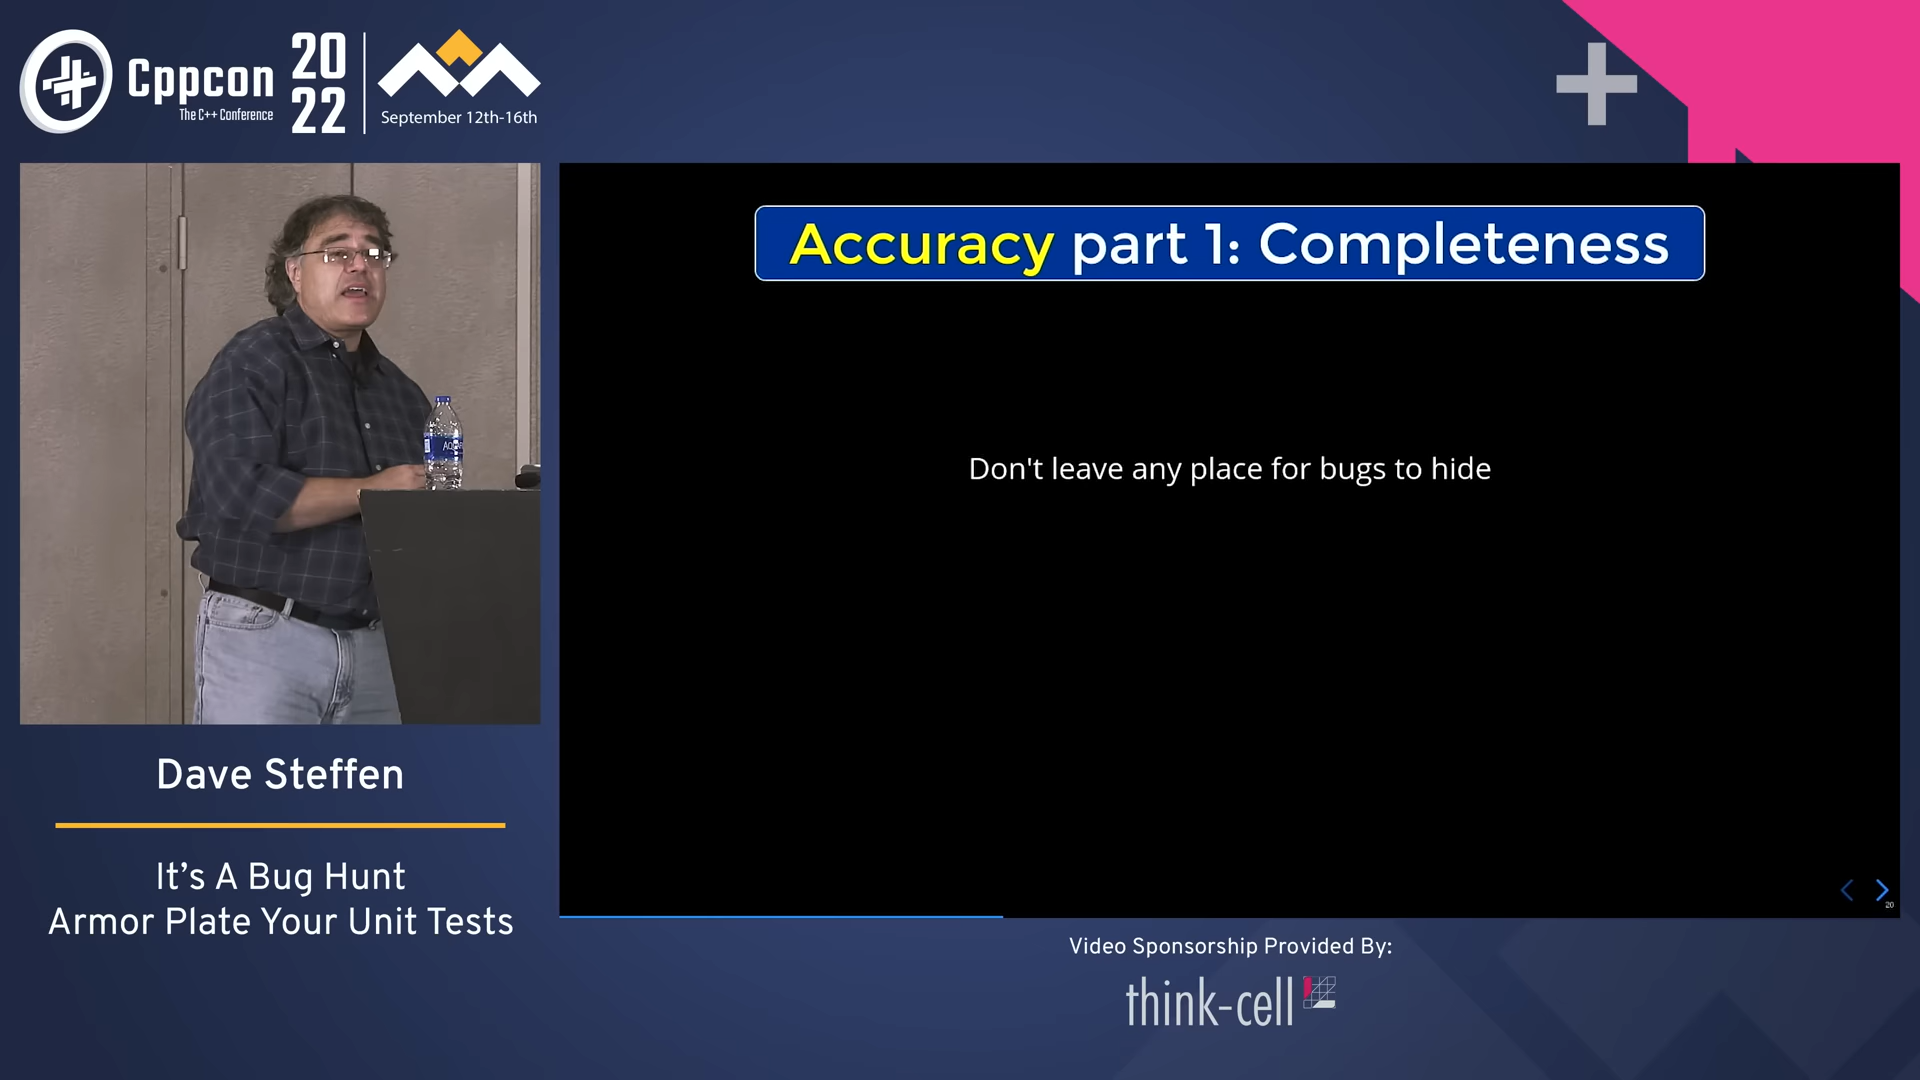 Cppcon
The C++ Conference
20
22
September 12th-16th
Accuracy part 1: Completeness
Don't leave any place for bugs to hide
20
Dave Steffen
It's A Bug Hunt
Armor Plate Your Unit Tests
Video Sponsorship Provided By:
think-cell